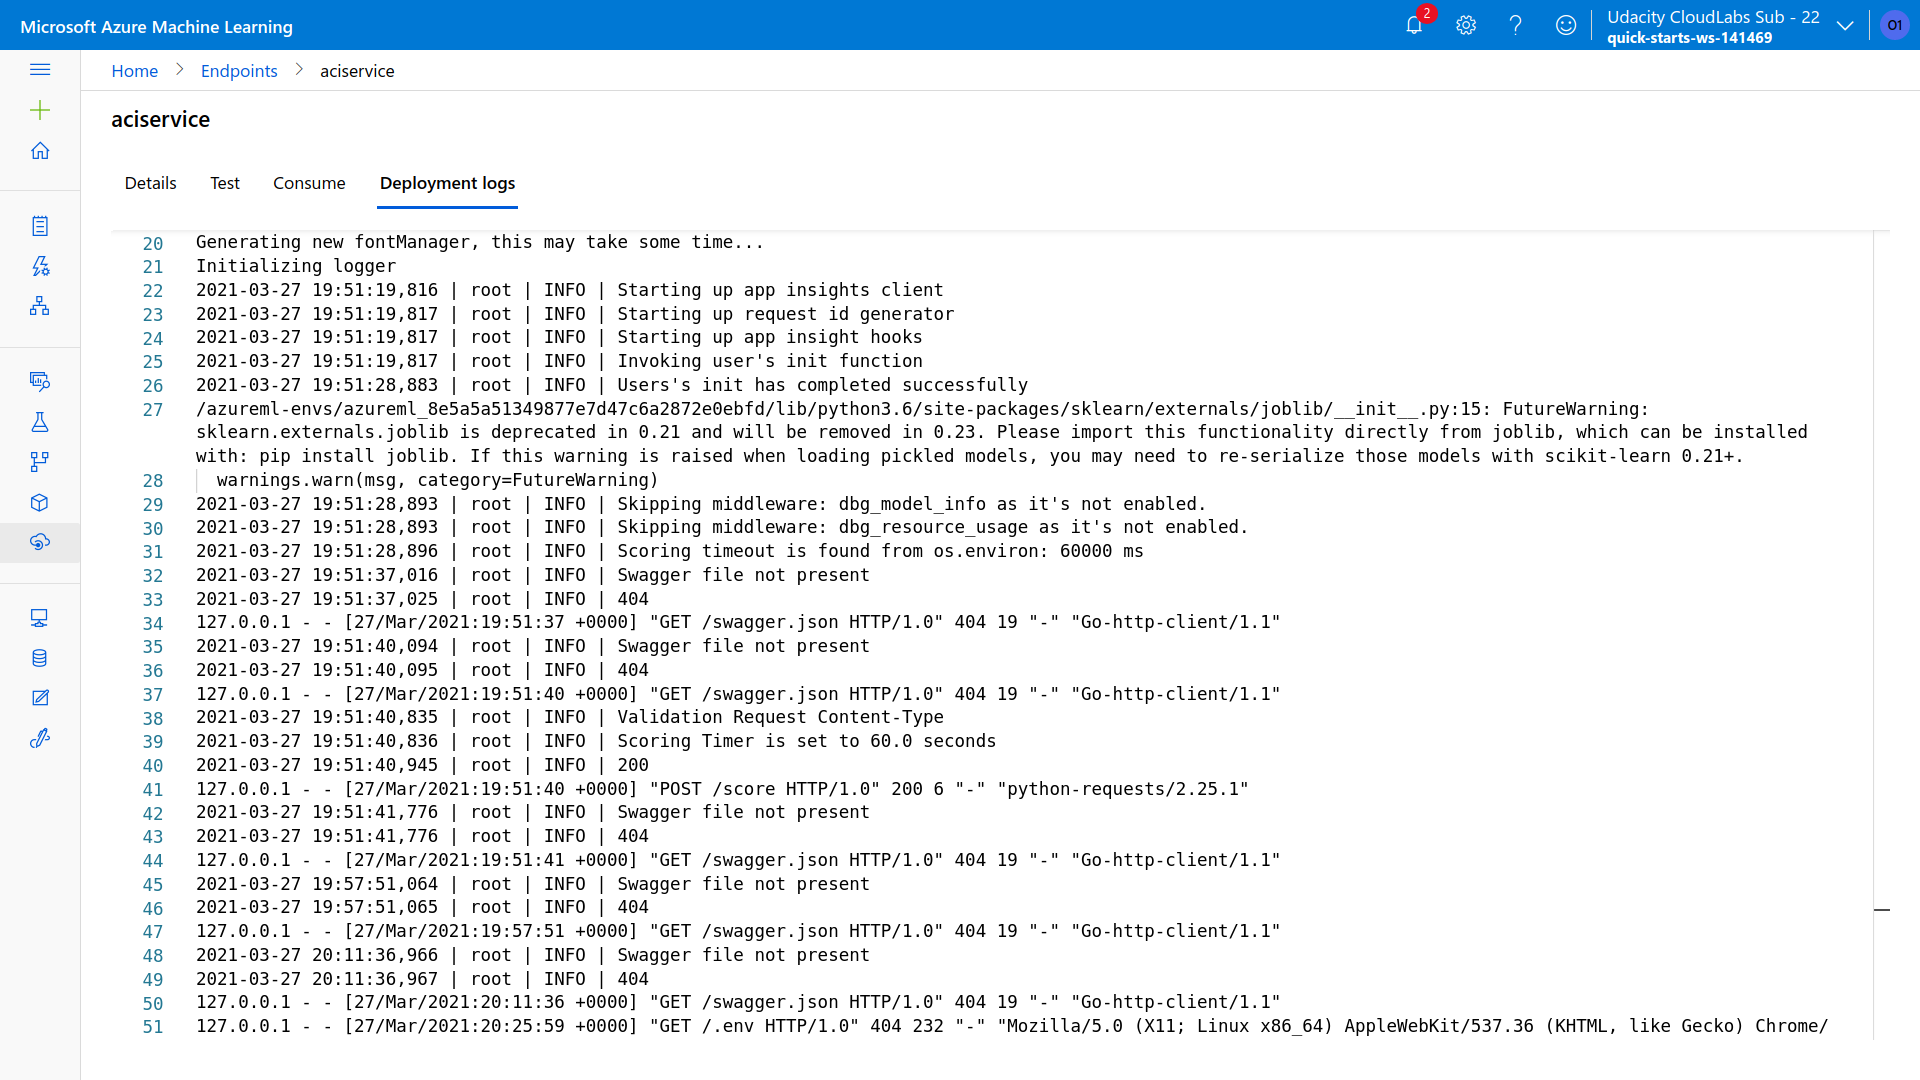 Microsoft Azure Machine Learning
2
Udacity CloudLabs Sub - 22
quick-starts-ws-141469
O1
Home > Endpoints > aciservice
aciservice
Details Test Consume Deployment logs
20 Generating new fontManager, this may take some time...
21 Initializing logger
22 2021-03-27 19:51:19,816 | root | INFO | Starting up app insights client
23 2021-03-27 19:51:19,817 | root | INFO | Starting up request id generator
24 2021-03-27 19:51:19,817 | root | INFO | Starting up app insight hooks
25 2021-03-27 19:51:19,817 | root | INFO | Invoking user's init function
26 2021-03-27 19:51:28,883 | root | INFO | Users's init has completed successfully
27 /azureml-envs/azureml_8e5a5a51349877e7d47c6a2872e0ebfd/lib/python3.6/site-packages/sklearn/externals/joblib/__init__.py:15: FutureWarning:
sklearn.externals.joblib is deprecated in 0.21 and will be removed in 0.23. Please import this functionality directly from joblib, which can be installed
with: pip install joblib. If this warning is raised when loading pickled models, you may need to re-serialize those models with scikit-learn 0.21+.
28 warnings.warn(msg, category=FutureWarning)
29 2021-03-27 19:51:28,893 | root | INFO | Skipping middleware: dbg_model_info as it's not enabled.
30 2021-03-27 19:51:28,893 | root | INFO | Skipping middleware: dbg_resource_usage as it's not enabled.
31 2021-03-27 19:51:28,896 | root | INFO | Scoring timeout is found from os.environ: 60000 ms
32 2021-03-27 19:51:37,016 | root | INFO | Swagger file not present
33 2021-03-27 19:51:37,025 | root | INFO | 404
34 127.0.0.1 - - [27/Mar/2021:19:51:37 +0000] "GET /swagger.json HTTP/1.0" 404 19 "-" "Go-http-client/1.1"
35 2021-03-27 19:51:40,094 | root | INFO | Swagger file not present
36 2021-03-27 19:51:40,095 | root | INFO | 404
37 127.0.0.1 - - [27/Mar/2021:19:51:40 +0000] "GET /swagger.json HTTP/1.0" 404 19 "-" "Go-http-client/1.1"
38 2021-03-27 19:51:40,835 | root | INFO | Validation Request Content-Type
39 2021-03-27 19:51:40,836 | root | INFO | Scoring Timer is set to 60.0 seconds
40 2021-03-27 19:51:40,945 | root | INFO | 200
41 127.0.0.1 - - [27/Mar/2021:19:51:40 +0000] "POST /score HTTP/1.0" 200 6 "-" "python-requests/2.25.1"
42 2021-03-27 19:51:41,776 | root | INFO | Swagger file not present
43 2021-03-27 19:51:41,776 | root | INFO | 404
44 127.0.0.1 - - [27/Mar/2021:19:51:41 +0000] "GET /swagger.json HTTP/1.0" 404 19 "-" "Go-http-client/1.1"
45 2021-03-27 19:57:51,064 | root | INFO | Swagger file not present
46 2021-03-27 19:57:51,065 | root | INFO | 404
47 127.0.0.1 - - [27/Mar/2021:19:57:51 +0000] "GET /swagger.json HTTP/1.0" 404 19 "-" "Go-http-client/1.1"
48 2021-03-27 20:11:36,966 | root | INFO | Swagger file not present
49 2021-03-27 20:11:36,967 | root | INFO | 404
50 127.0.0.1 - - [27/Mar/2021:20:11:36 +0000] "GET /swagger.json HTTP/1.0" 404 19 "-" "Go-http-client/1.1"
51 127.0.0.1 - - [27/Mar/2021:20:25:59 +0000] "GET /.env HTTP/1.0" 404 232 "-" "Mozilla/5.0 (X11; Linux x86_64) AppleWebKit/537.36 (KHTML, like Gecko) Chrome/